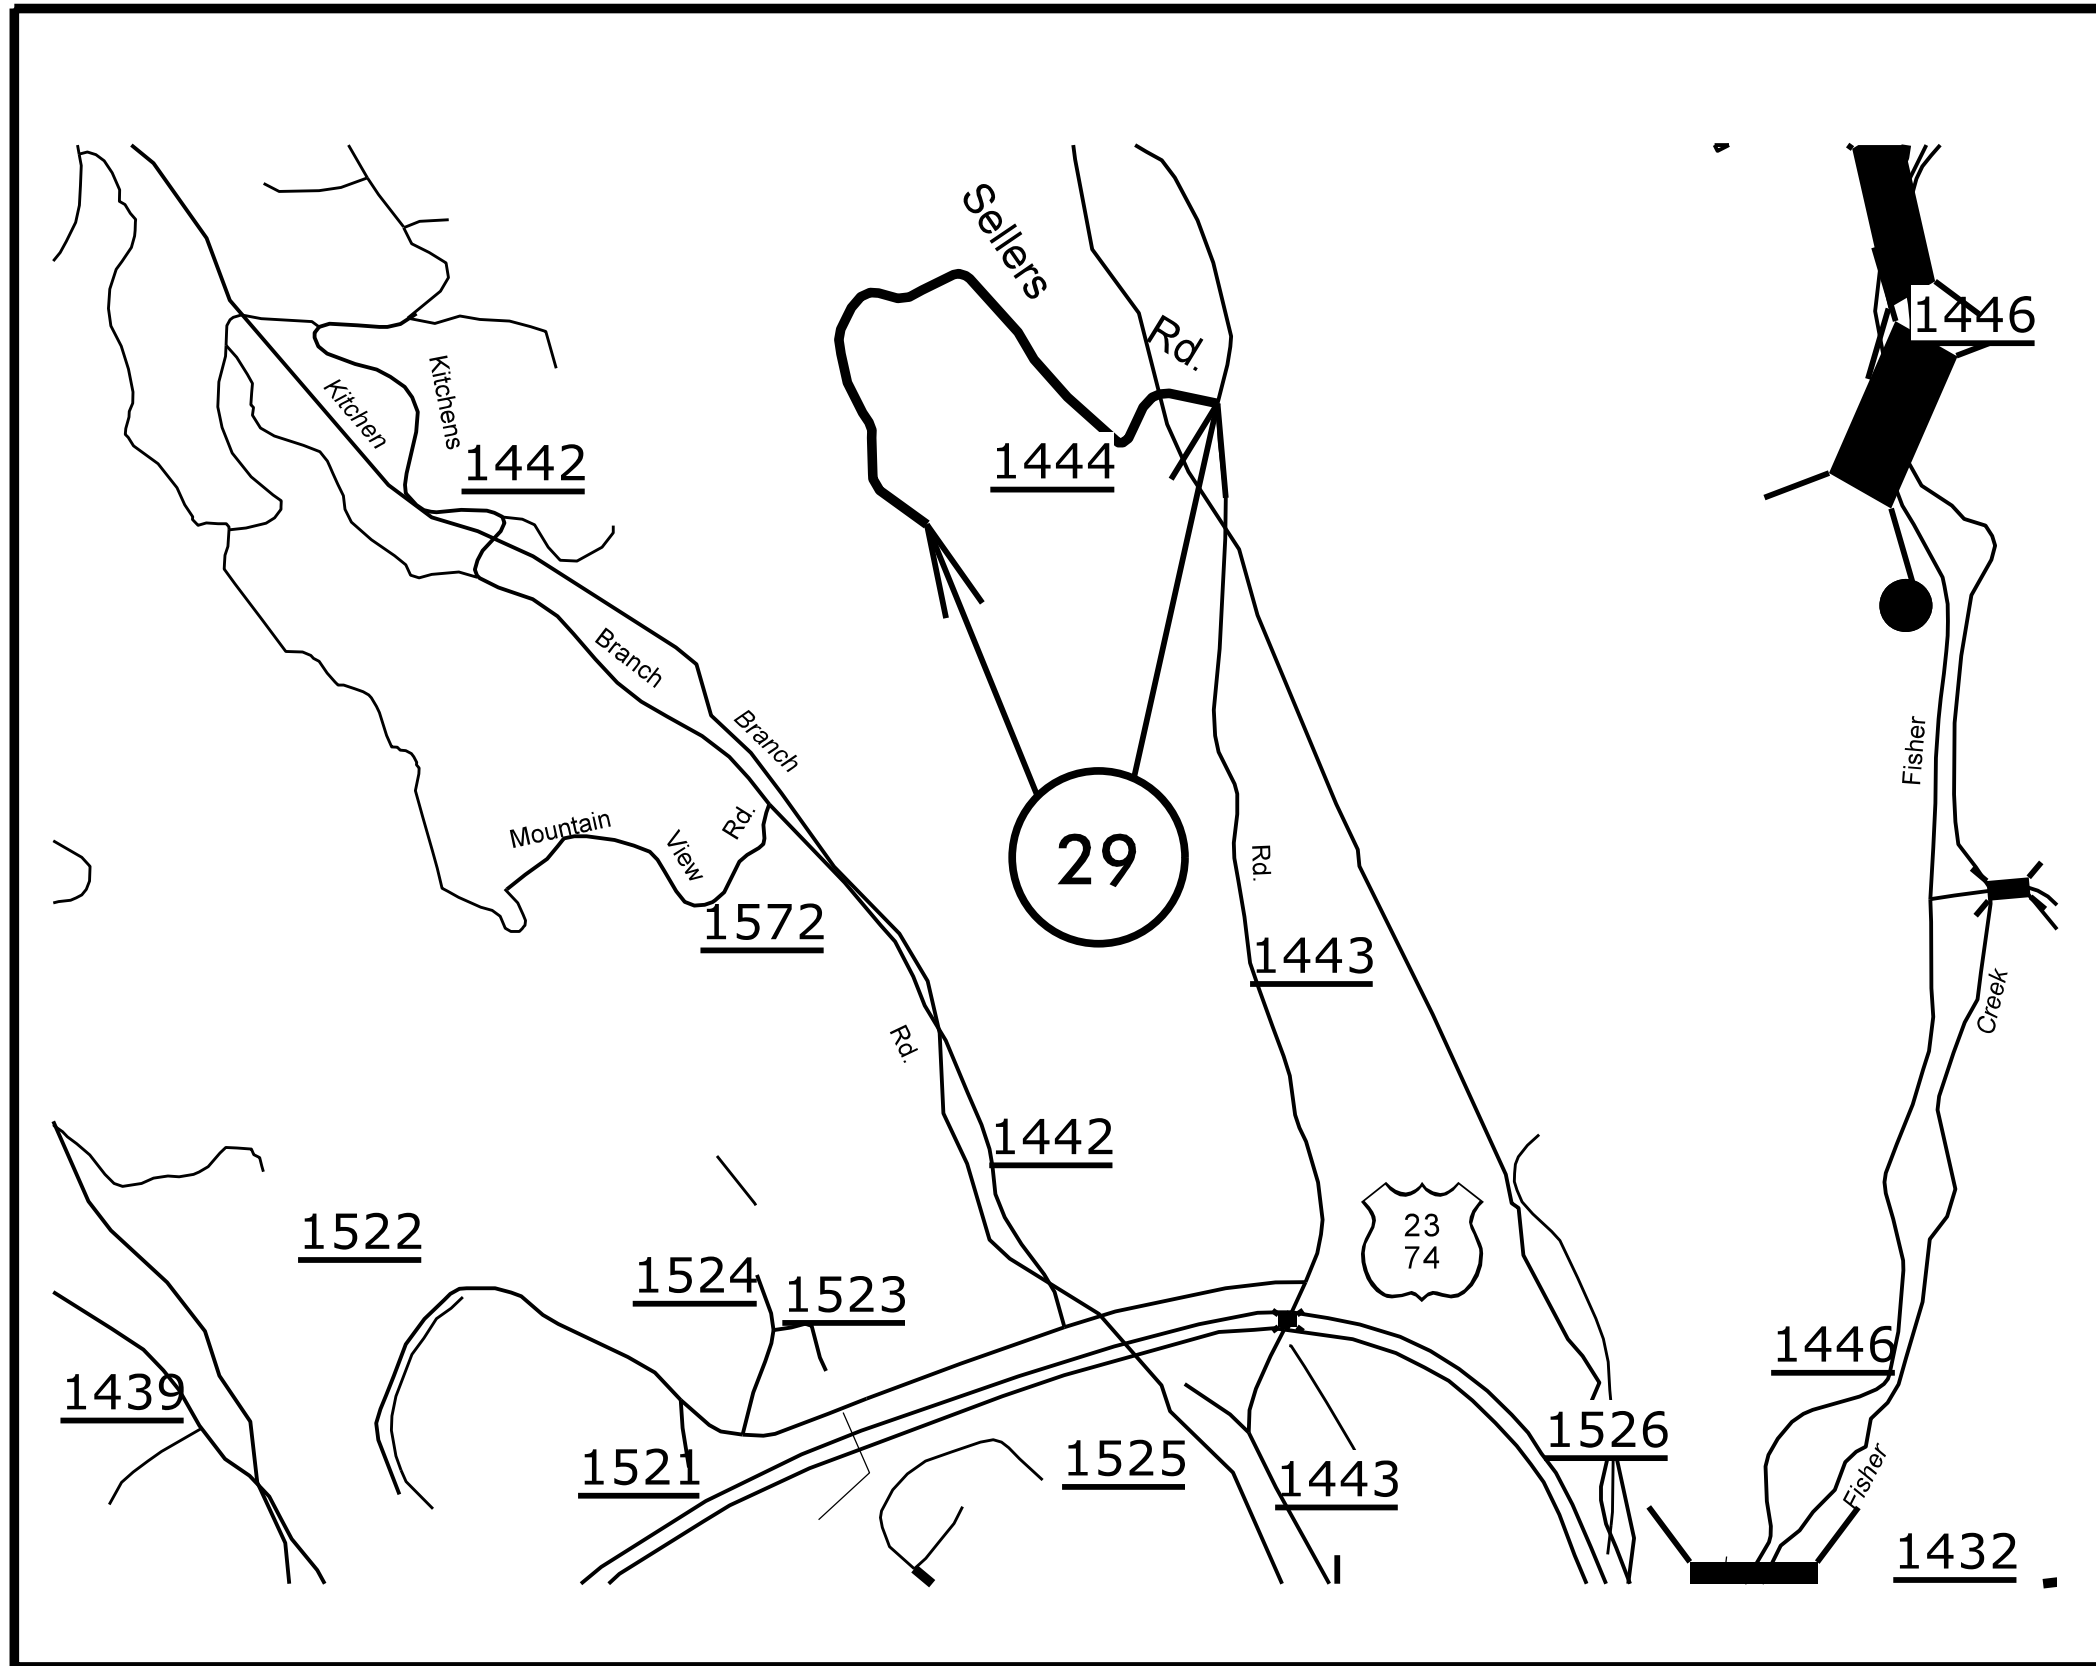 Sellers
Rd.
1446
Kitchen
Kitchens
1442
1444
Branch
Branch
Fisher
Mountain
View
Rd.
29
Rd.
1572
1443
Creek
Rd.
1442
1522
23
74
1524
1523
1446
1439
1526
1521
1525
1443
Fisher
1432